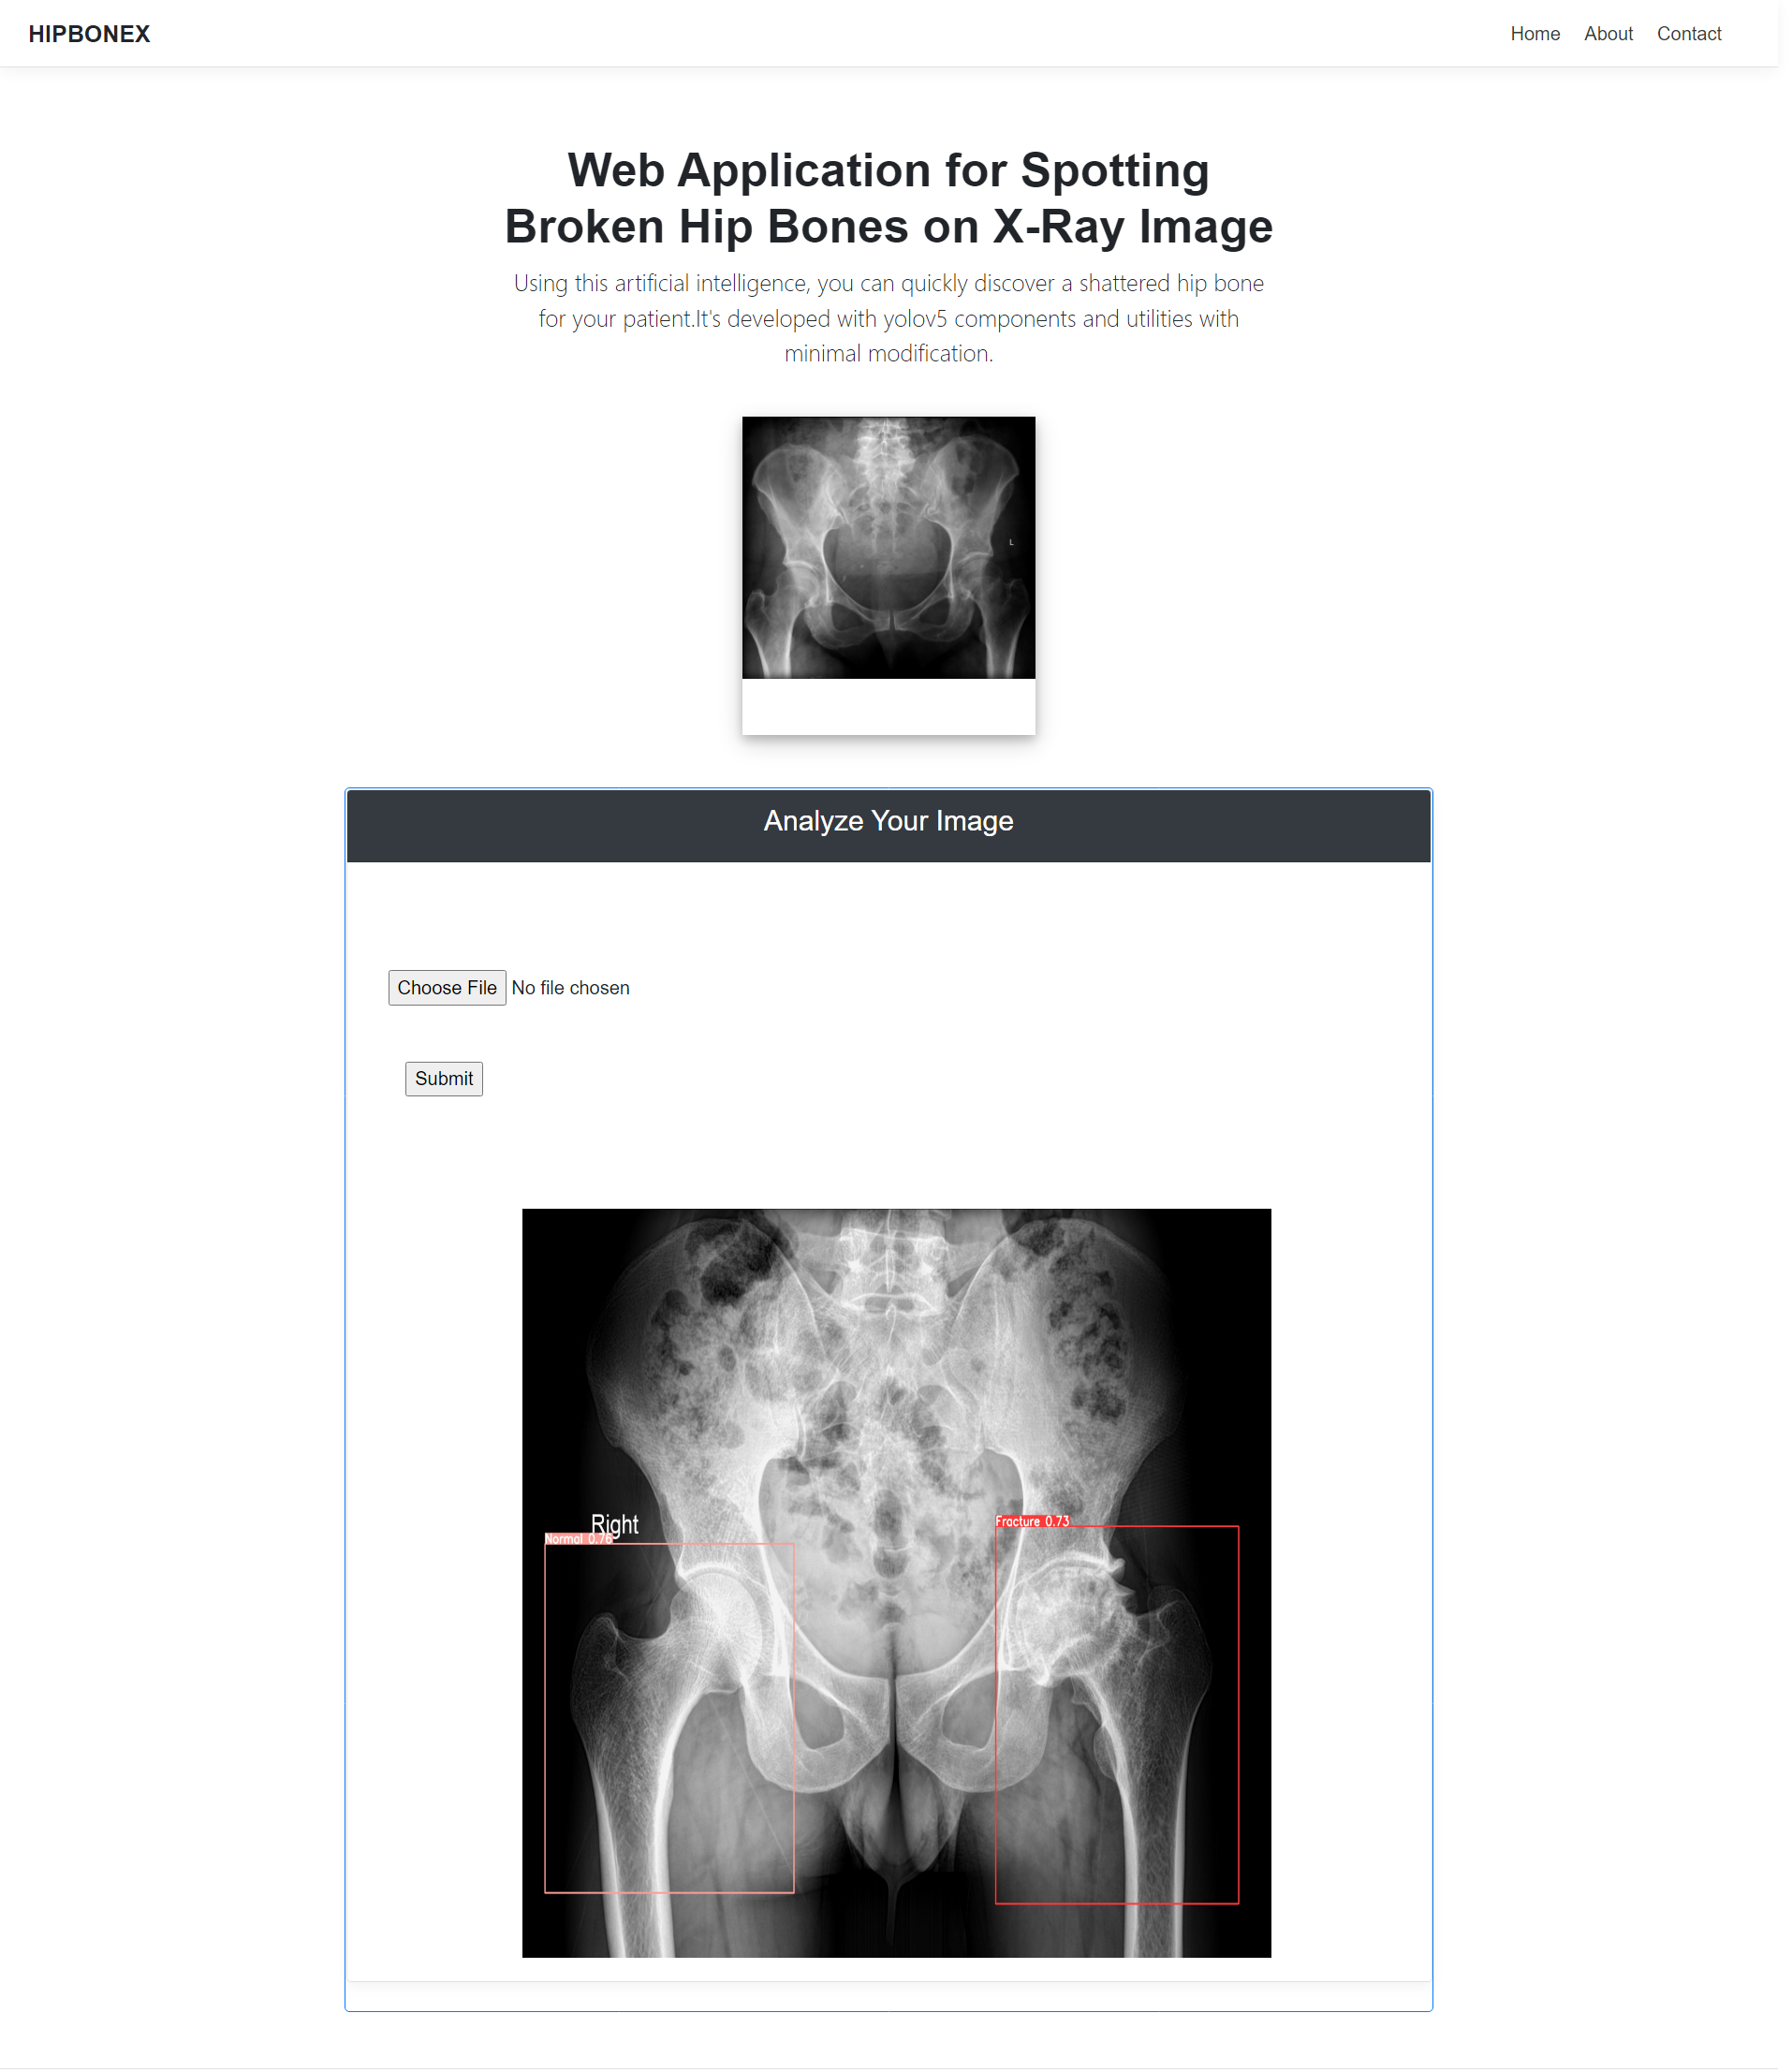 HIPBONEX
Home About Contact
Web Application for Spotting
Broken Hip Bones on X-Ray Image
Using this artificial intelligence, you can quickly discover a shattered hip bone
for your patient.It's developed with yolov5 components and utilities with
minimal modification.
L
Analyze Your Image
Choose File No file chosen
Submit
Right
Normal 0.76
Fracture 0.73